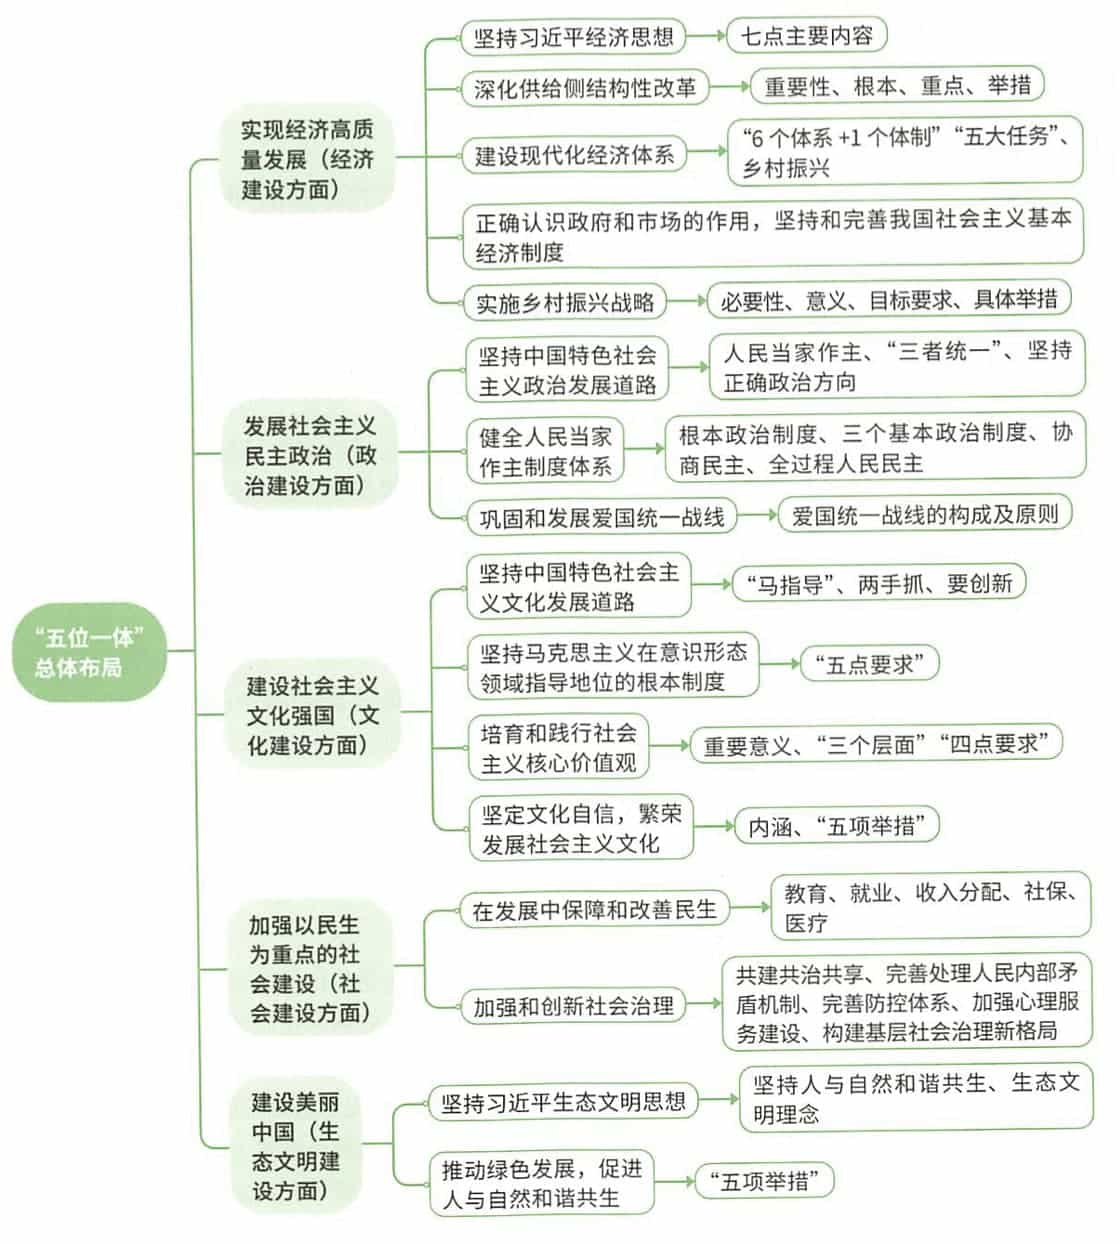 “五位一体”
总体布局
实现经济高质
量发展（经济
建设方面）
坚持习近平经济思想
七点主要内容
深化供给侧结构性改革
重要性、根本、重点、举措
建设现代化经济体系
“6 个体系 +1 个体制”“五大任务”、
乡村振兴
正确认识政府和市场的作用，坚持和完善我国社会主义基本
经济制度
实施乡村振兴战略
必要性、意义、目标要求、具体举措
发展社会主义
民主政治（政
治建设方面）
坚持中国特色社会
主义政治发展道路
人民当家作主、“三者统一”、坚持
正确政治方向
健全人民当家
作主制度体系
根本政治制度、三个基本政治制度、协
商民主、全过程人民民主
巩固和发展爱国统一战线
爱国统一战线的构成及原则
建设社会主义
文化强国（文
化建设方面）
坚持中国特色社会主
义文化发展道路
“马指导”、两手抓、要创新
坚持马克思主义在意识形态
领域指导地位的根本制度
“五点要求”
培育和践行社会
主义核心价值观
重要意义、“三个层面”“四点要求”
坚定文化自信，繁荣
发展社会主义文化
内涵、“五项举措”
加强以民生
为重点的社
会建设（社
会建设方面）
在发展中保障和改善民生
教育、就业、收入分配、社保、
医疗
加强和创新社会治理
共建共治共享、完善处理人民内部矛
盾机制、完善防控体系、加强心理服
务建设、构建基层社会治理新格局
建设美丽
中国（生
态文明建
设方面）
坚持习近平生态文明思想
坚持人与自然和谐共生、生态文
明理念
推动绿色发展，促进
人与自然和谐共生
“五项举措”